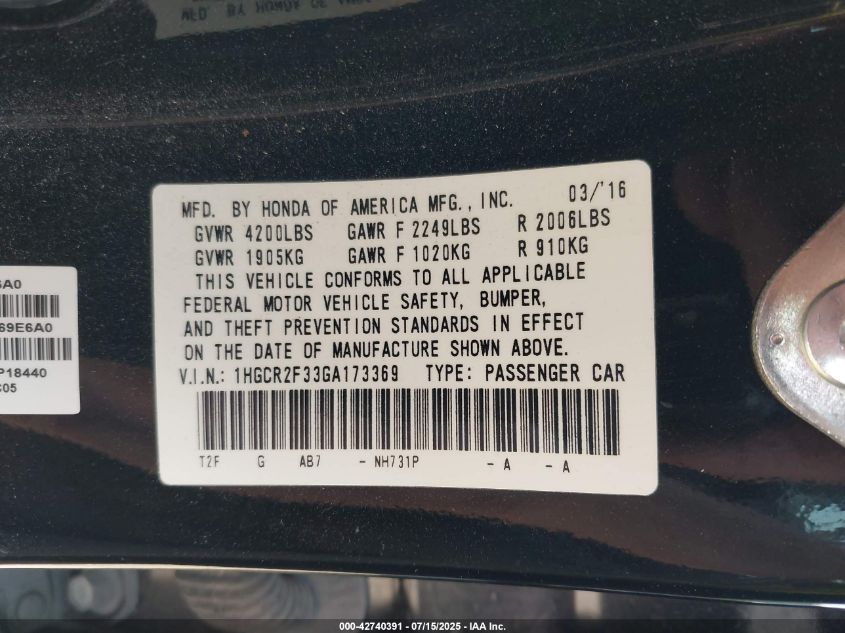 MFD. BY HONDA OF AMERICA MFG., INC. 03/'16
GVWR 4200LBS GAWR F 2249LBS R 2006LBS
GVWR 1905KG GAWR F 1020KG R 910KG
THIS VEHICLE CONFORMS TO ALL APPLICABLE
FEDERAL MOTOR VEHICLE SAFETY, BUMPER,
AND THEFT PREVENTION STANDARDS IN EFFECT
ON THE DATE OF MANUFACTURE SHOWN ABOVE.
V.I.N.: 1HGCR2F33GA173369 TYPE: PASSENGER CAR
T2F G AB7 - NH731P - A - A
6A0
69E6A0
P18440
C05
000-42740391 - 07/15/2025 - IAA Inc.